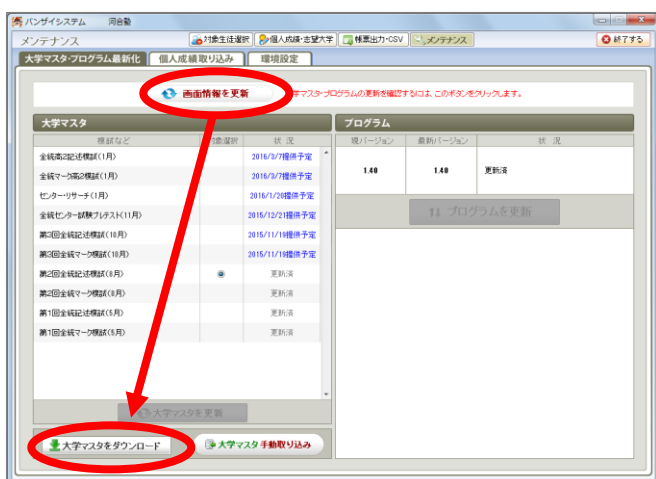 バンザイシステム 河合塾
メンテナンス
対象生徒選択 個人成績・志望大学 帳票出力・CSV メンテナンス 終了する
大学マスタ・プログラム最新化 個人成績取り込み 環境設定
画面情報を更新
学マスタ・プログラムの更新を確認するには、このボタンをクリックします。
大学マスタ
模試など 対象選択 状 況
全統高2記述模試(1月) 2016/3/7提供予定
全統マーク高2模試(1月) 2016/3/7提供予定
センター・リサーチ(1月) 2016/1/20提供予定
全統センター試験プレテスト(11月) 2015/12/21提供予定
第3回全統記述模試(10月) 2015/11/19提供予定
第3回全統マーク模試(10月) 2015/11/19提供予定
第2回全統記述模試(8月) 更新済
第2回全統マーク模試(8月) 更新済
第1回全統記述模試(5月) 更新済
第1回全統マーク模試(5月) 更新済
大学マスタを更新
大学マスタをダウンロード 大学マスタ 手動取り込み
プログラム
現バージョン 最新バージョン 状 況
1.40 1.40 更新済
プログラムを更新